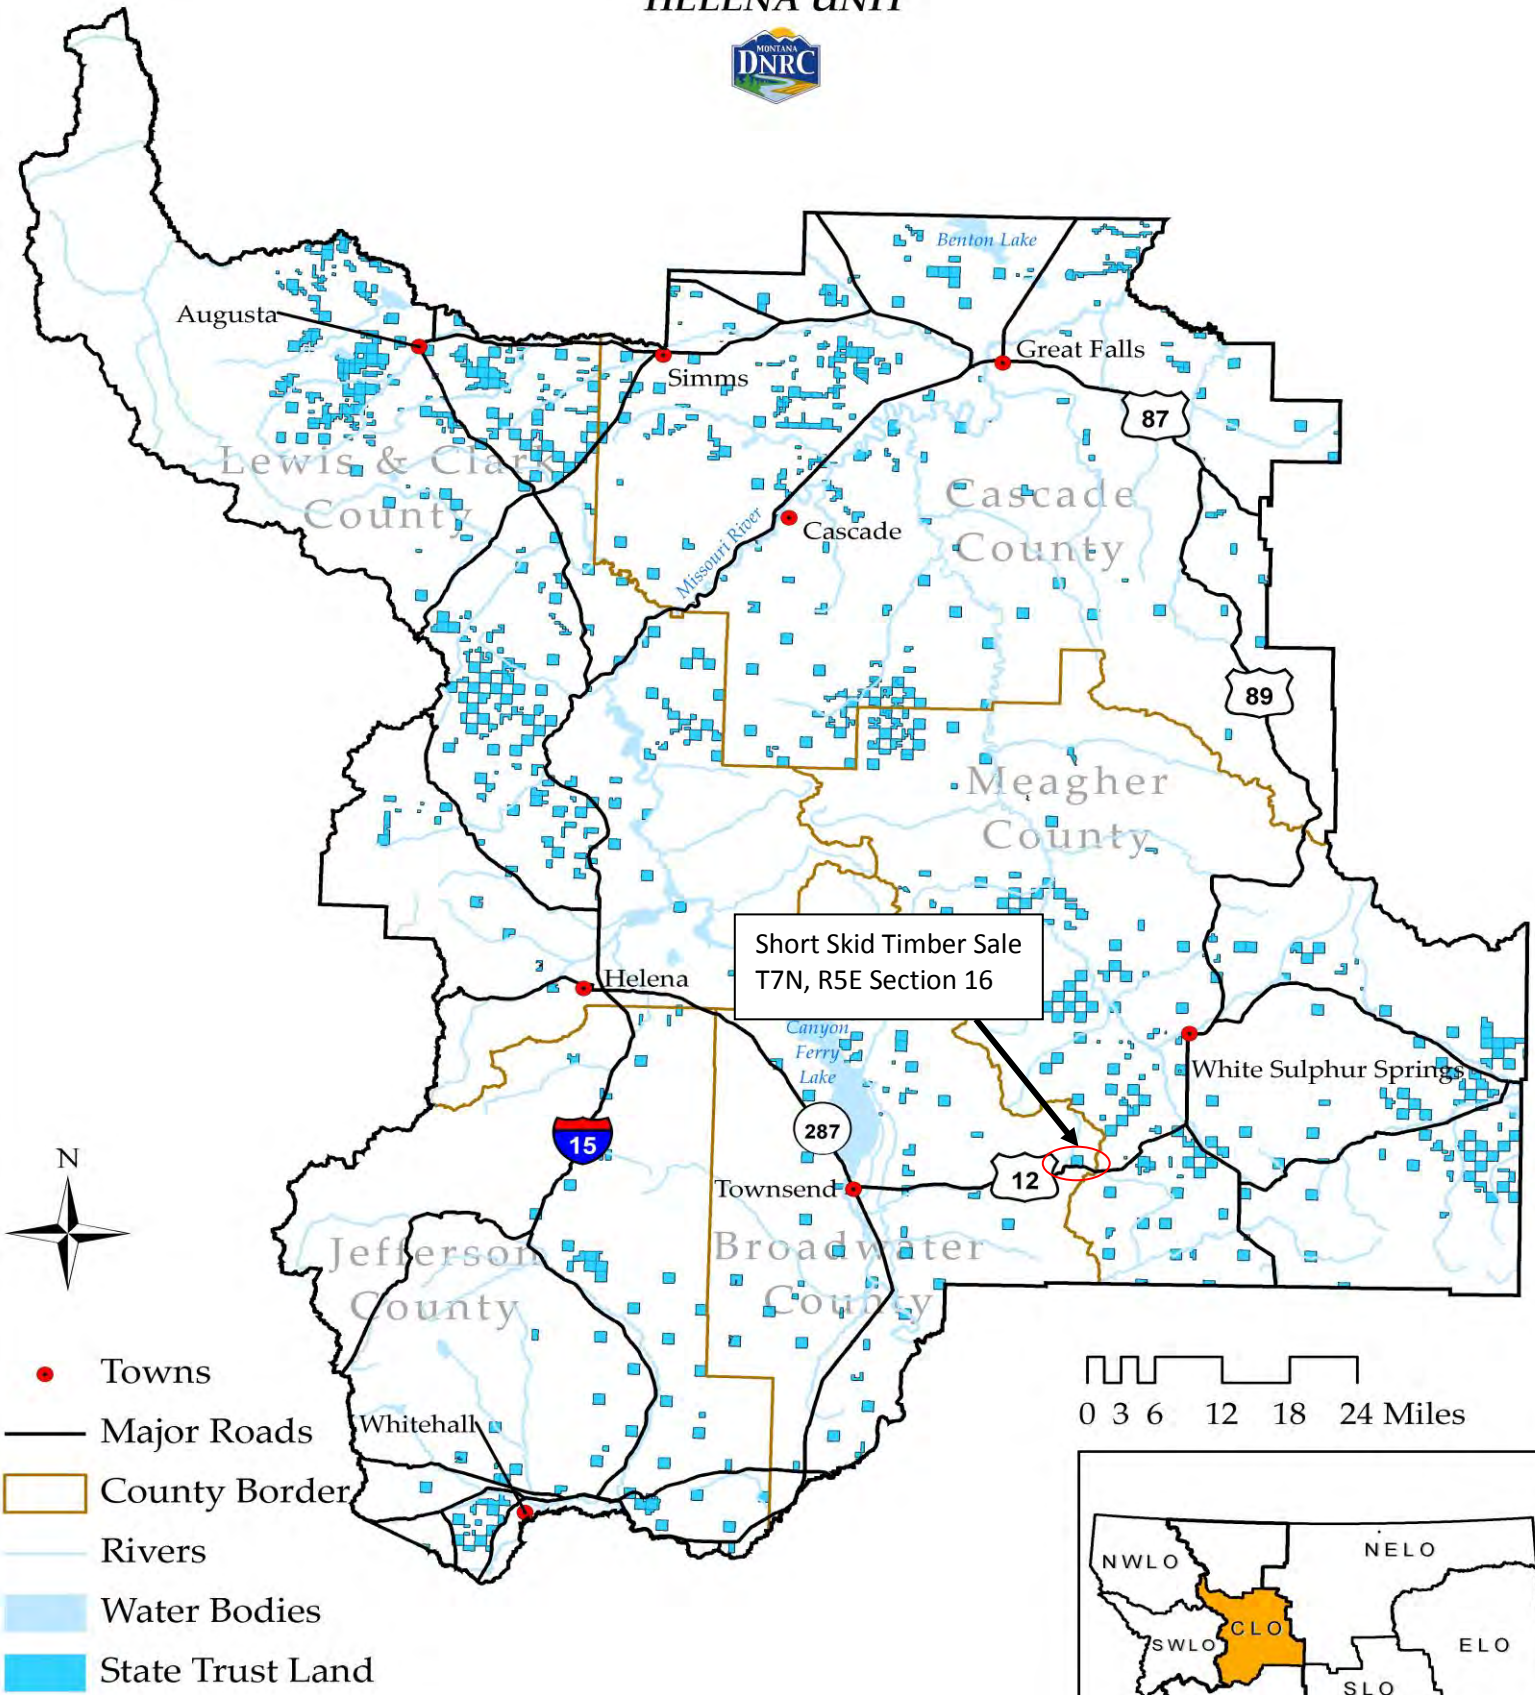 HELENA UNIT
MONTANA
DNRC
Benton Lake
Augusta
Simms
Great Falls
87
Lewis & Clark
County
Cascade
County
Missouri River
Cascade
89
Meagher
County
Short Skid Timber Sale
T7N, R5E Section 16
Helena
Canyon
Ferry
Lake
White Sulphur Springs
15
287
12
Townsend
N
Jefferson
County
Broadwater
County
Whitehall
Towns
Major Roads
County Border
Rivers
Water Bodies
State Trust Land
0 3 6 12 18 24 Miles
NWLO
NELO
CLO
SWLO
ELO
SLO